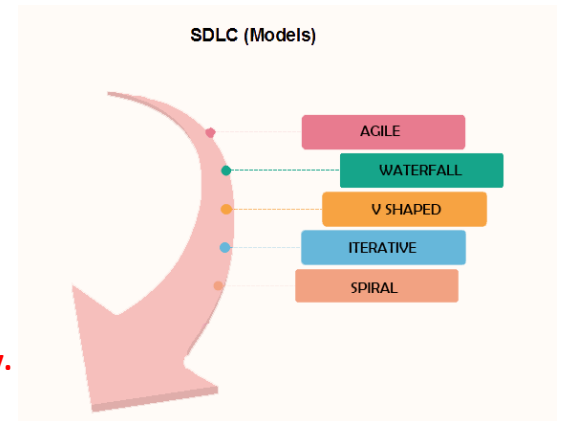 SDLC (Models)
AGILE
WATERFALL
V SHAPED
ITERATIVE
SPIRAL